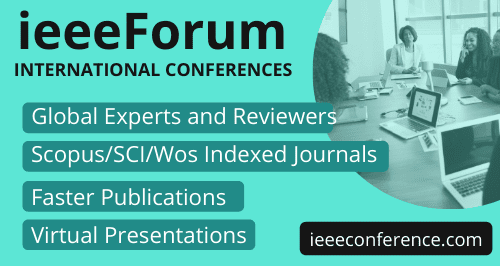 ieeeForum
INTERNATIONAL CONFERENCES
Global Experts and Reviewers
Scopus/SCI/Wos Indexed Journals
Faster Publications
Virtual Presentations
ieeeconference.com